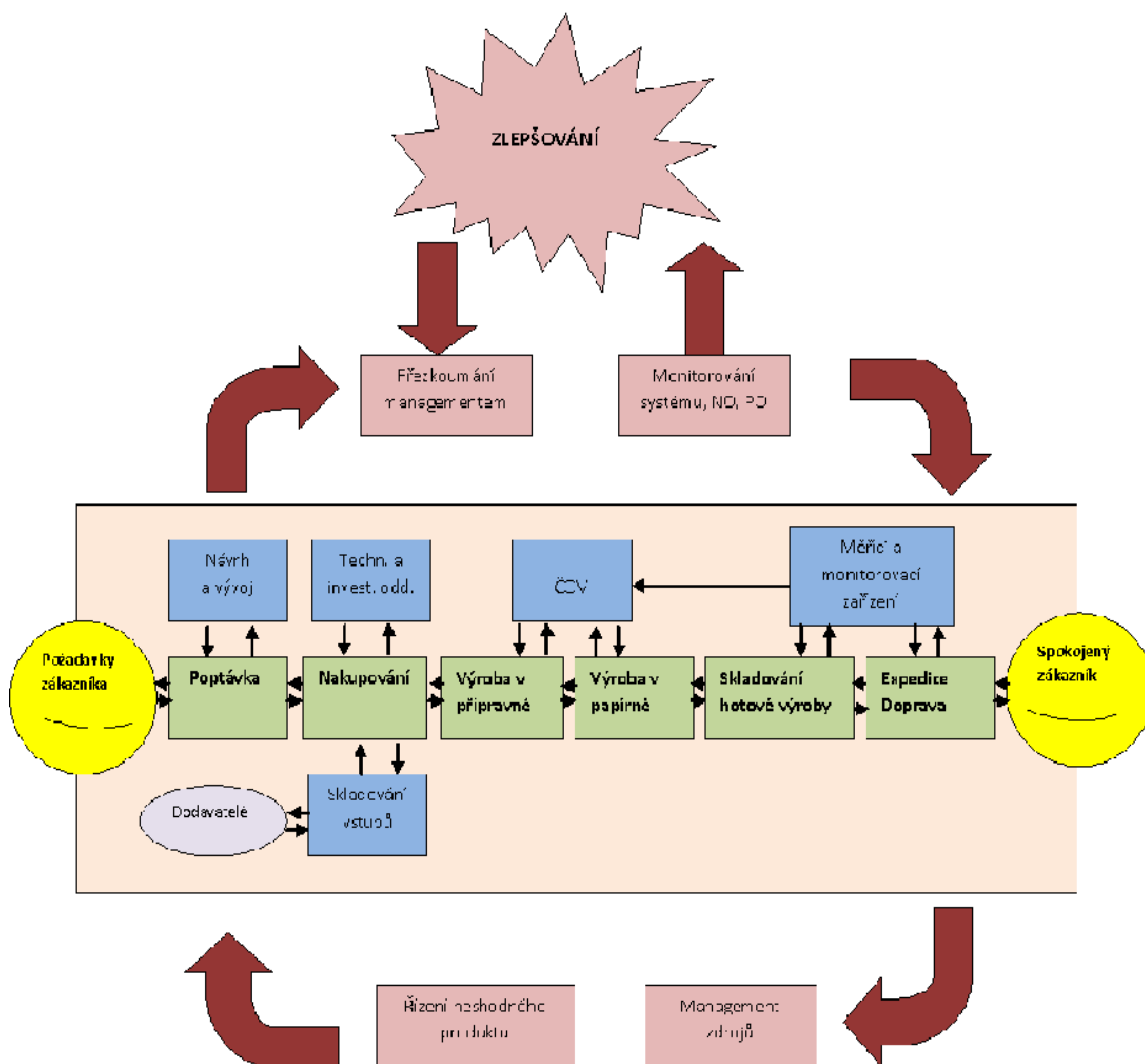 ZLEPŠOVÁNÍ
Přezkoumání
managementem
Monitorování
systému, NO, PO
Návrh
a vývoj
Techn. a
invest. odd.
ČOV
Měřicí a
monitorovací
zařízení
Požadavky
zákazníka
Poptávka
Nakupování
Výroba v
přípravně
Výroba v
papírně
Skladování
hotové výroby
Expedice
Doprava
Spokojený
zákazník
Dodavatelé
Skladování
vstupů
Řízení neshodného
produktu
Management
zdrojů